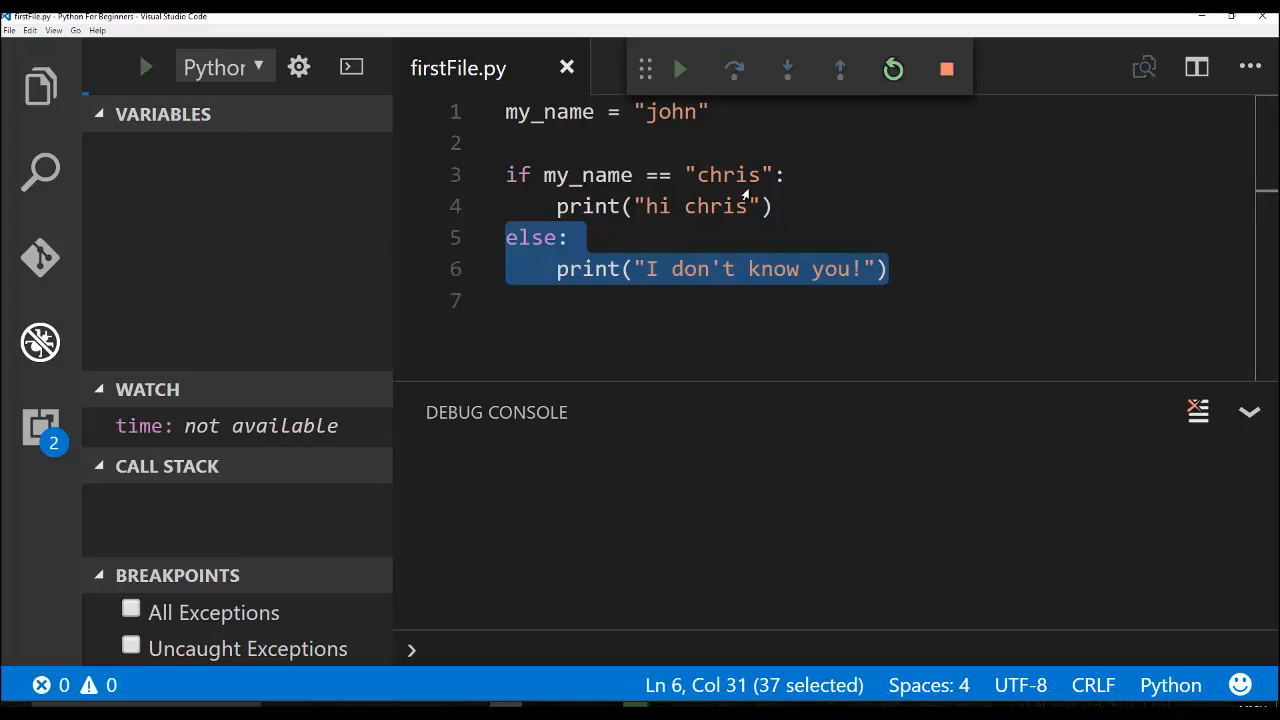 firstFile.py - Python For Beginners - Visual Studio Code
File Edit View Go Help
Python
firstFile.py
VARIABLES
WATCH
time: not available
CALL STACK
BREAKPOINTS
All Exceptions
Uncaught Exceptions
2
1 my_name = "john"
2
3 if my_name == "chris":
4     print("hi chris")
5 else:
6     print("I don't know you!")
7
DEBUG CONSOLE
0 0
Ln 6, Col 31 (37 selected) Spaces: 4 UTF-8 CRLF Python